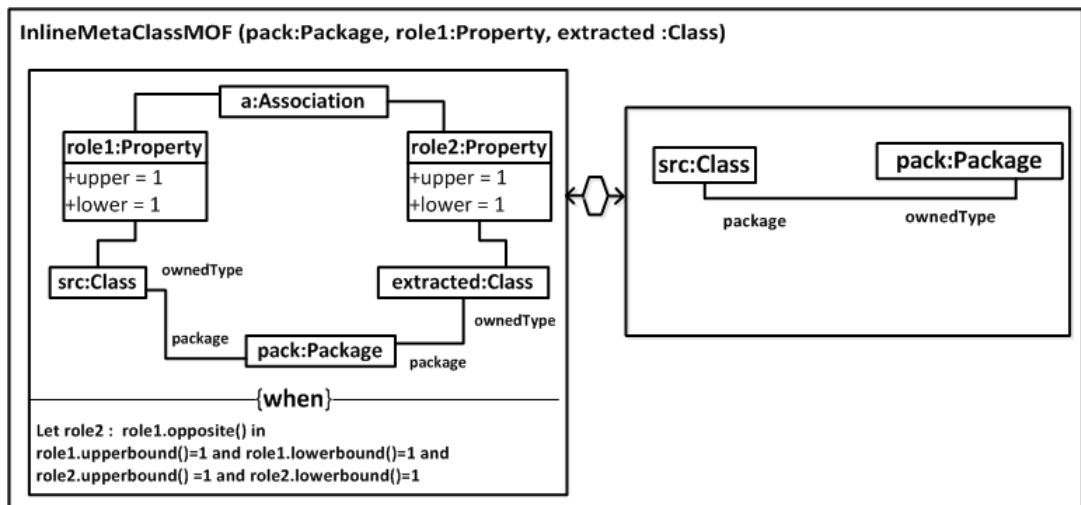 InlineMetaClassMOF (pack:Package, role1:Property, extracted :Class)
a:Association
role1:Property
+upper = 1
+lower = 1
role2:Property
+upper = 1
+lower = 1
src:Class
ownedType
extracted:Class
ownedType
package
pack:Package
package
{when}
Let role2 : role1.opposite() in
role1.upperbound()=1 and role1.lowerbound()=1 and
role2.upperbound() =1 and role2.lowerbound()=1
src:Class
pack:Package
package
ownedType